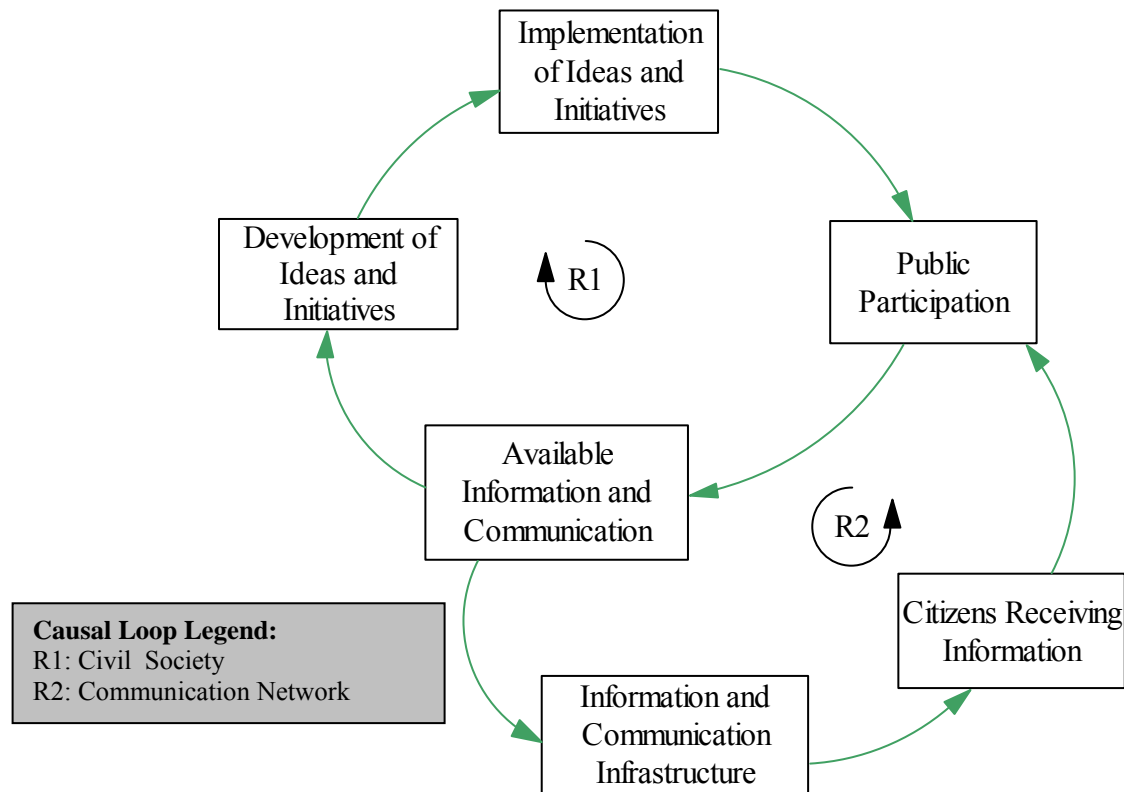 Implementation
of Ideas and
Initiatives
Development of
Ideas and
Initiatives
R1
Public
Participation
Available
Information and
Communication
R2
Citizens Receiving
Information
Causal Loop Legend:
R1: Civil Society
R2: Communication Network
Information and
Communication
Infrastructure